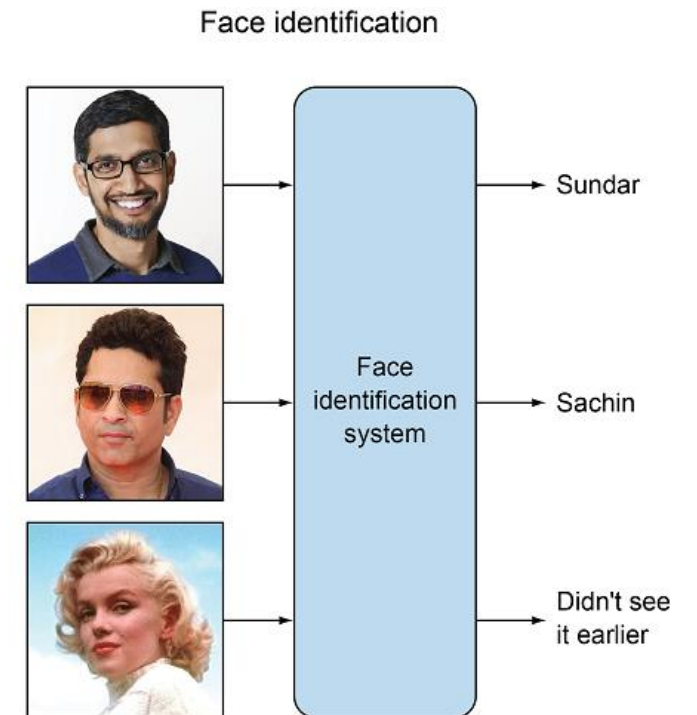 Face identification
Sundar
Face
identification
system
Sachin
Didn't see
it earlier